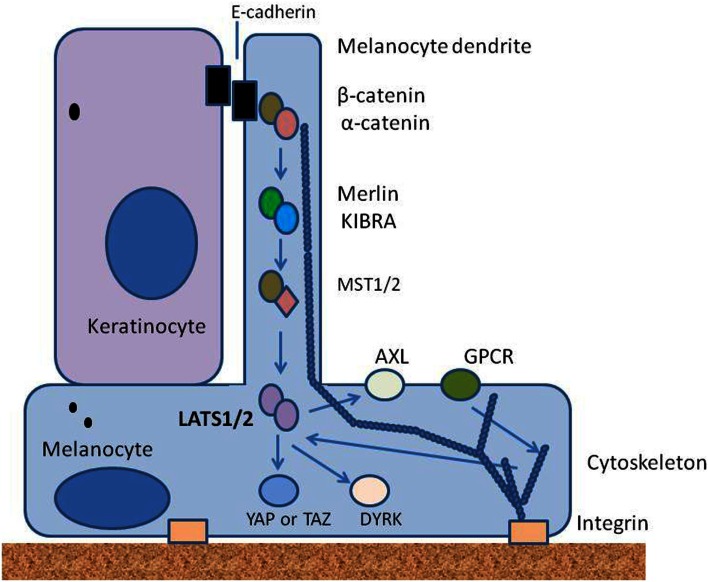 E-cadherin
Melanocyte dendrite
β-catenin
α-catenin
Merlin
KIBRA
MST1/2
Keratinocyte
AXL
GPCR
LATS1/2
Melanocyte
Cytoskeleton
YAP or TAZ
DYRK
Integrin